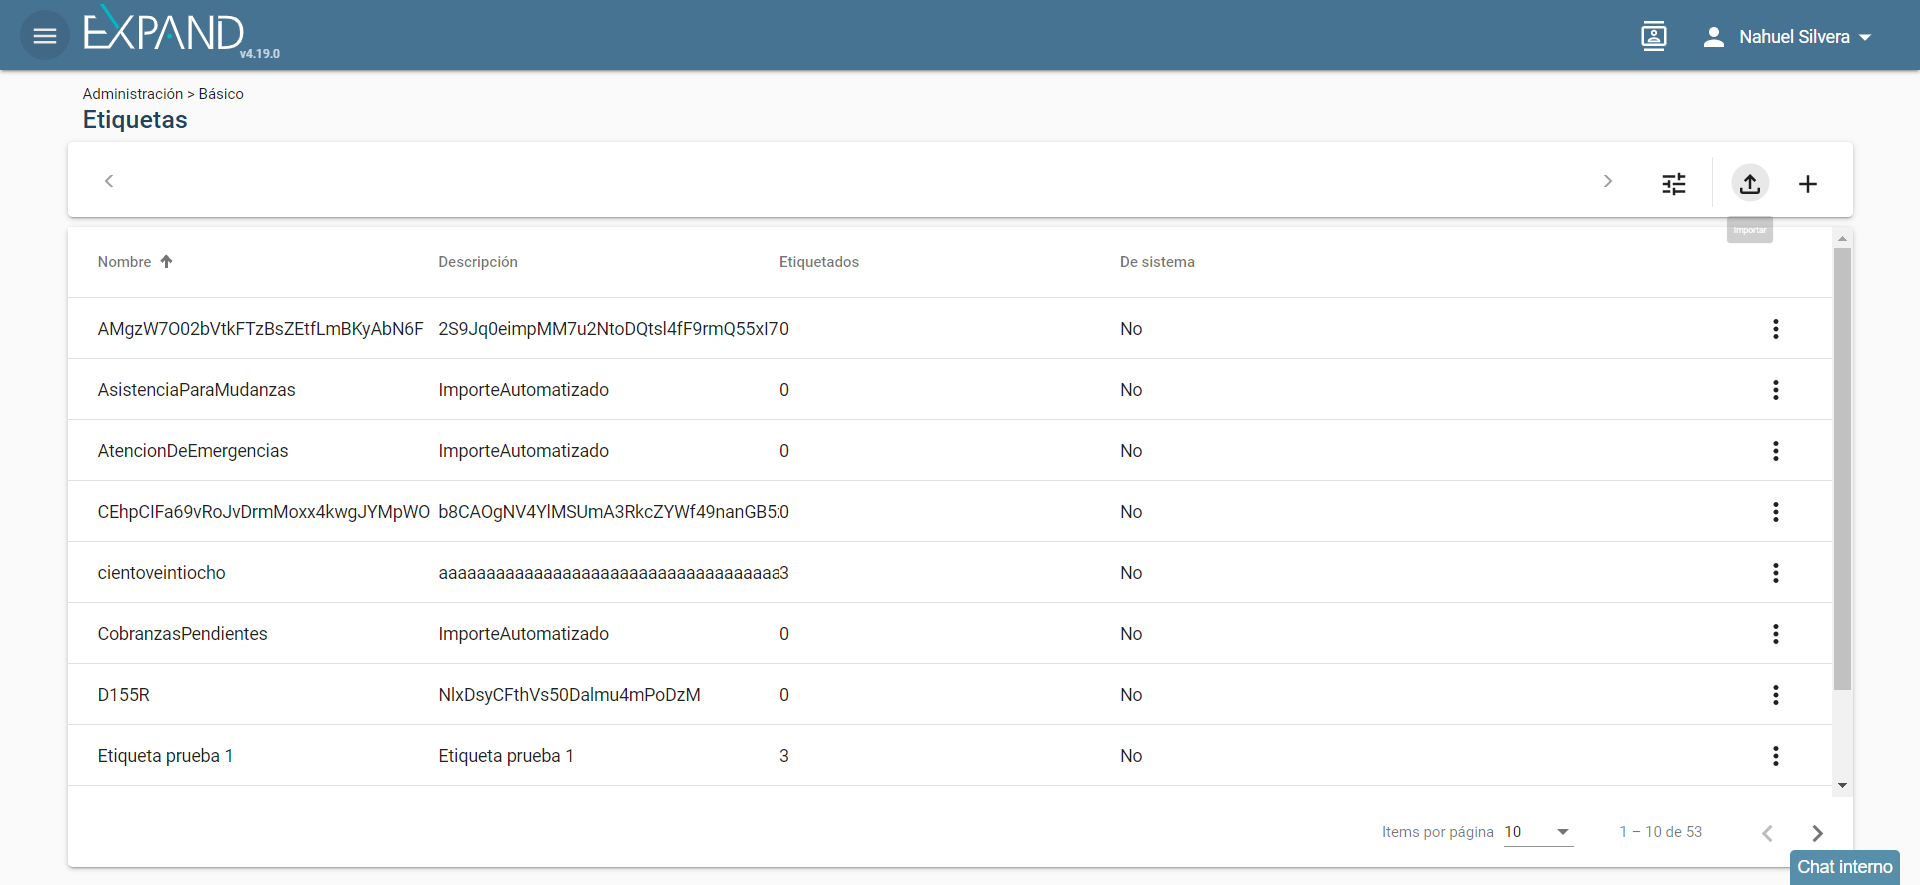 EXPAND
v4.19.0
Nahuel Silvera
Administración > Básico
Etiquetas
Importar
Nombre Descripción Etiquetados De sistema
AMgzW7O02bVtkFTzBsZEtfLmBKyAbN6F 2S9Jq0eimpMM7u2NtoDQtsl4fF9rmQ55xI7 0 No
AsistenciaParaMudanzas ImporteAutomatizado 0 No
AtencionDeEmergencias ImporteAutomatizado 0 No
CEhpCIFa69vRoJvDrmMoxx4kwgJYMpWO b8CAOgNV4YlMSUmA3RkcZYWf49nanGB5 0 No
cientoveintiocho aaaaaaaaaaaaaaaaaaaaaaaaaaaaaaaaaaaa 3 No
CobranzasPendientes ImporteAutomatizado 0 No
D155R NlxDsyCFthVs50Dalmu4mPoDzM 0 No
Etiqueta prueba 1 Etiqueta prueba 1 3 No
Items por página 10 1 – 10 de 53
Chat interno